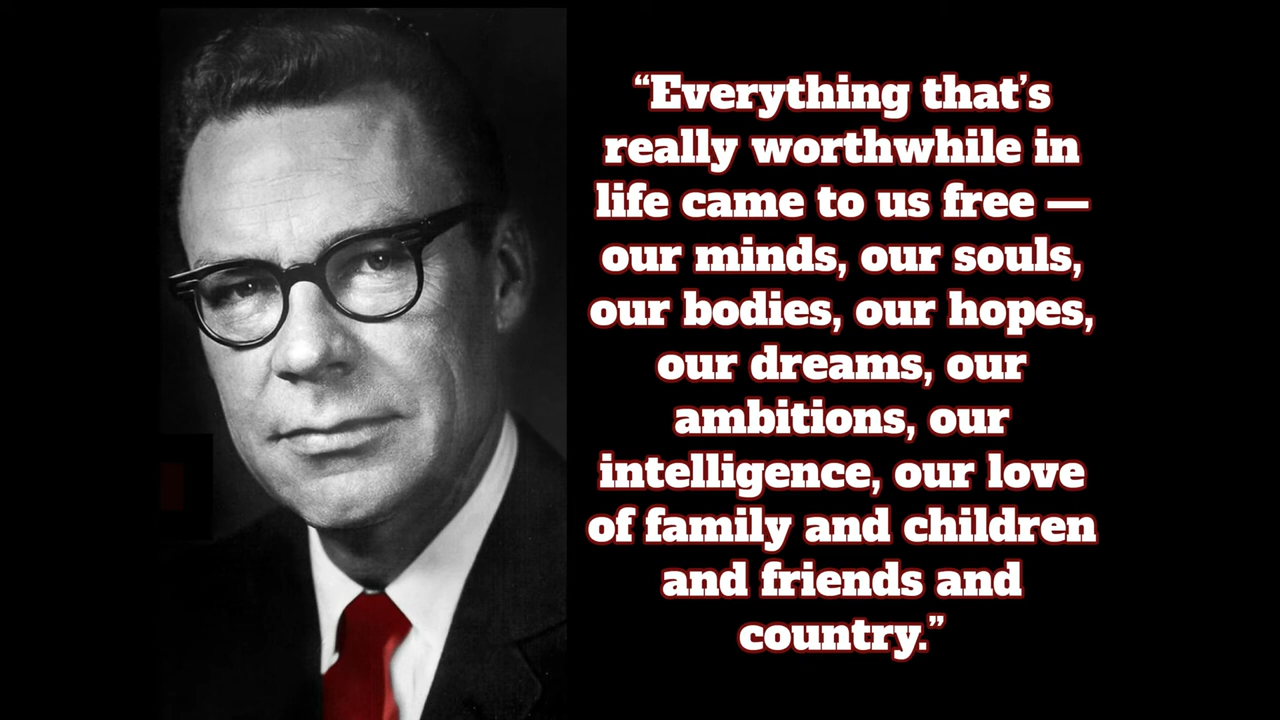 “Everything that’s
really worthwhile in
life came to us free —
our minds, our souls,
our bodies, our hopes,
our dreams, our
ambitions, our
intelligence, our love
of family and children
and friends and
country.”